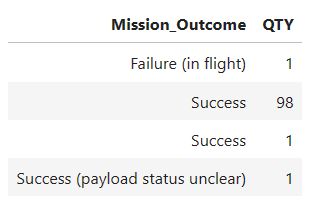 Mission_Outcome QTY
Failure (in flight) 1
Success 98
Success 1
Success (payload status unclear) 1